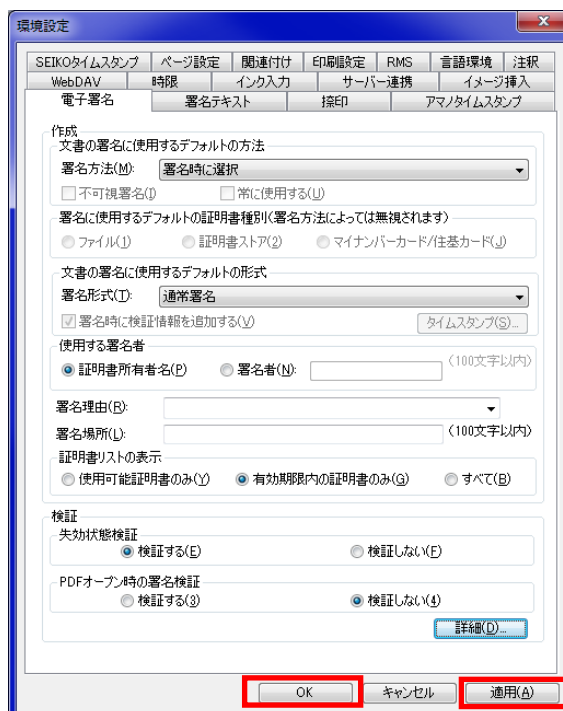 環境設定
SEIKOタイムスタンプ ページ設定 関連付け 印刷設定 RMS 言語環境 注釈
WebDAV 時限 インク入力 サーバー連携 イメージ挿入
電子署名 署名テキスト 捺印 アマノタイムスタンプ
作成
文書の署名に使用するデフォルトの方法
署名方法(M): 署名時に選択
不可視署名(I) 常に使用する(U)
署名に使用するデフォルトの証明書種別(署名方法によっては無視されます)
ファイル(1) 証明書ストア(2) マイナンバーカード/住基カード(J)
文書の署名に使用するデフォルトの形式
署名形式(T): 通常署名
署名時に検証情報を追加する(V) タイムスタンプ(S)...
使用する署名者
証明書所有者名(P) 署名者(N): (100文字以内)
署名理由(R):
署名場所(L): (100文字以内)
証明書リストの表示
使用可能証明書のみ(Y) 有効期限内の証明書のみ(G) すべて(B)
検証
失効状態検証
検証する(E) 検証しない(F)
PDFオープン時の署名検証
検証する(3) 検証しない(4)
詳細(D)...
OK キャンセル 適用(A)